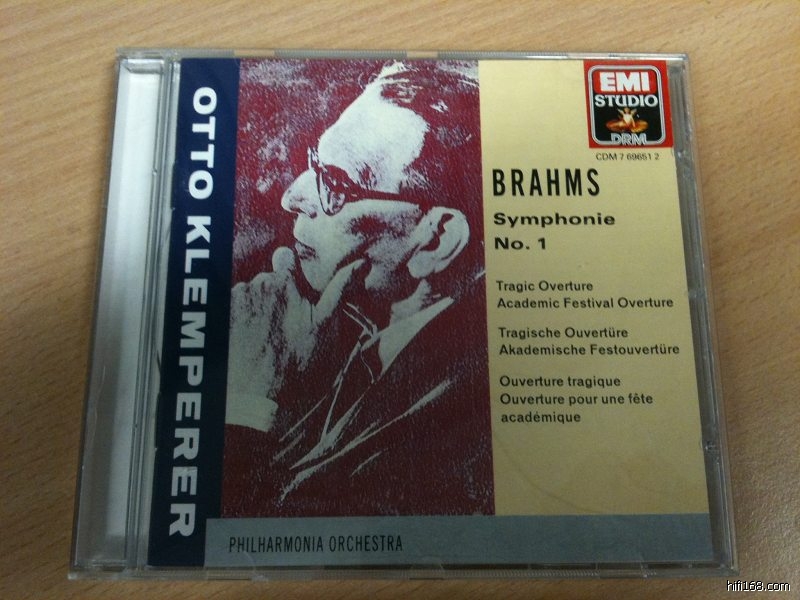 OTTO KLEMPERER
EMI
STUDIO
DRM
CDM 7 69651 2
BRAHMS
Symphonie
No. 1
Tragic Overture
Academic Festival Overture
Tragische Ouvertüre
Akademische Festouvertüre
Ouverture tragique
Ouverture pour une fête
académique
PHILHARMONIA ORCHESTRA
hifi168.com